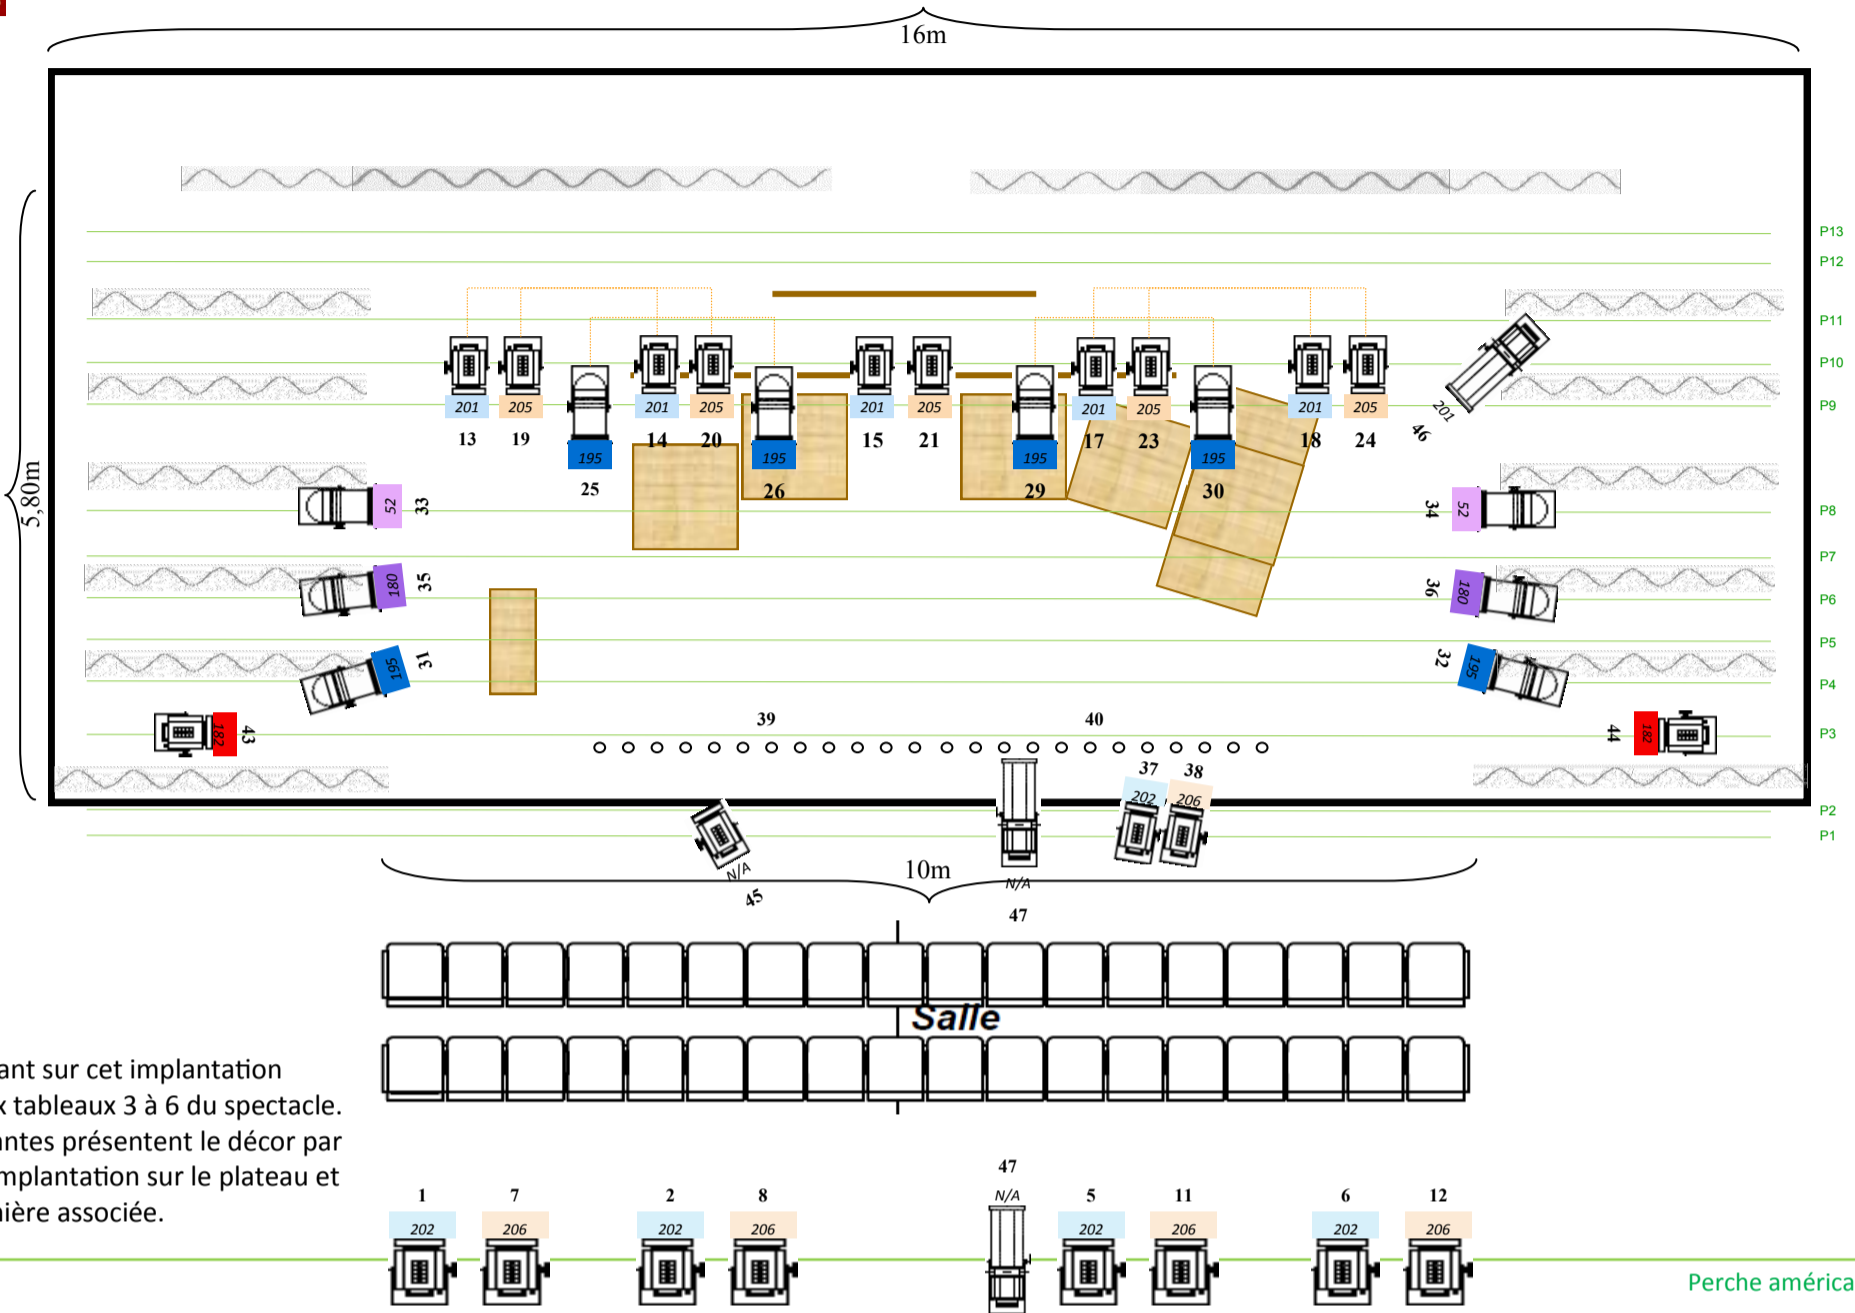 16m
P13
P12
P11
P10
P9
P8
P7
P6
P5
P4
P3
P2
P1
5,80m
201 205 201 205 201 205 201 205 201 205 201
13 19 14 20 15 21 17 23 18 24 46
195 195 195 195
25 26 29 30
52 33 34 52
180 35 36 180
195 31 32 195
182 43 44 182
39 40
37 38
202 206
N/A
45
10m
N/A
47
Salle
ant sur cet implantation
x tableaux 3 à 6 du spectacle.
antes présentent le décor par
implantation sur le plateau et
nière associée.
47
1 7 2 8 N/A 5 11 6 12
202 206 202 206 202 206 202 206
Perche américa